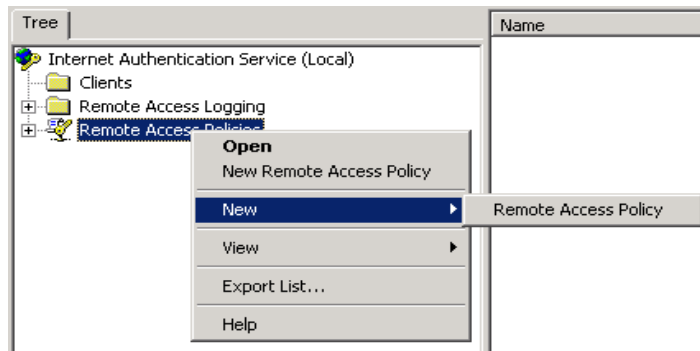 Tree
Name
Internet Authentication Service (Local)
Clients
Remote Access Logging
Remote Access Policies
Open
New Remote Access Policy
New
Remote Access Policy
View
Export List...
Help